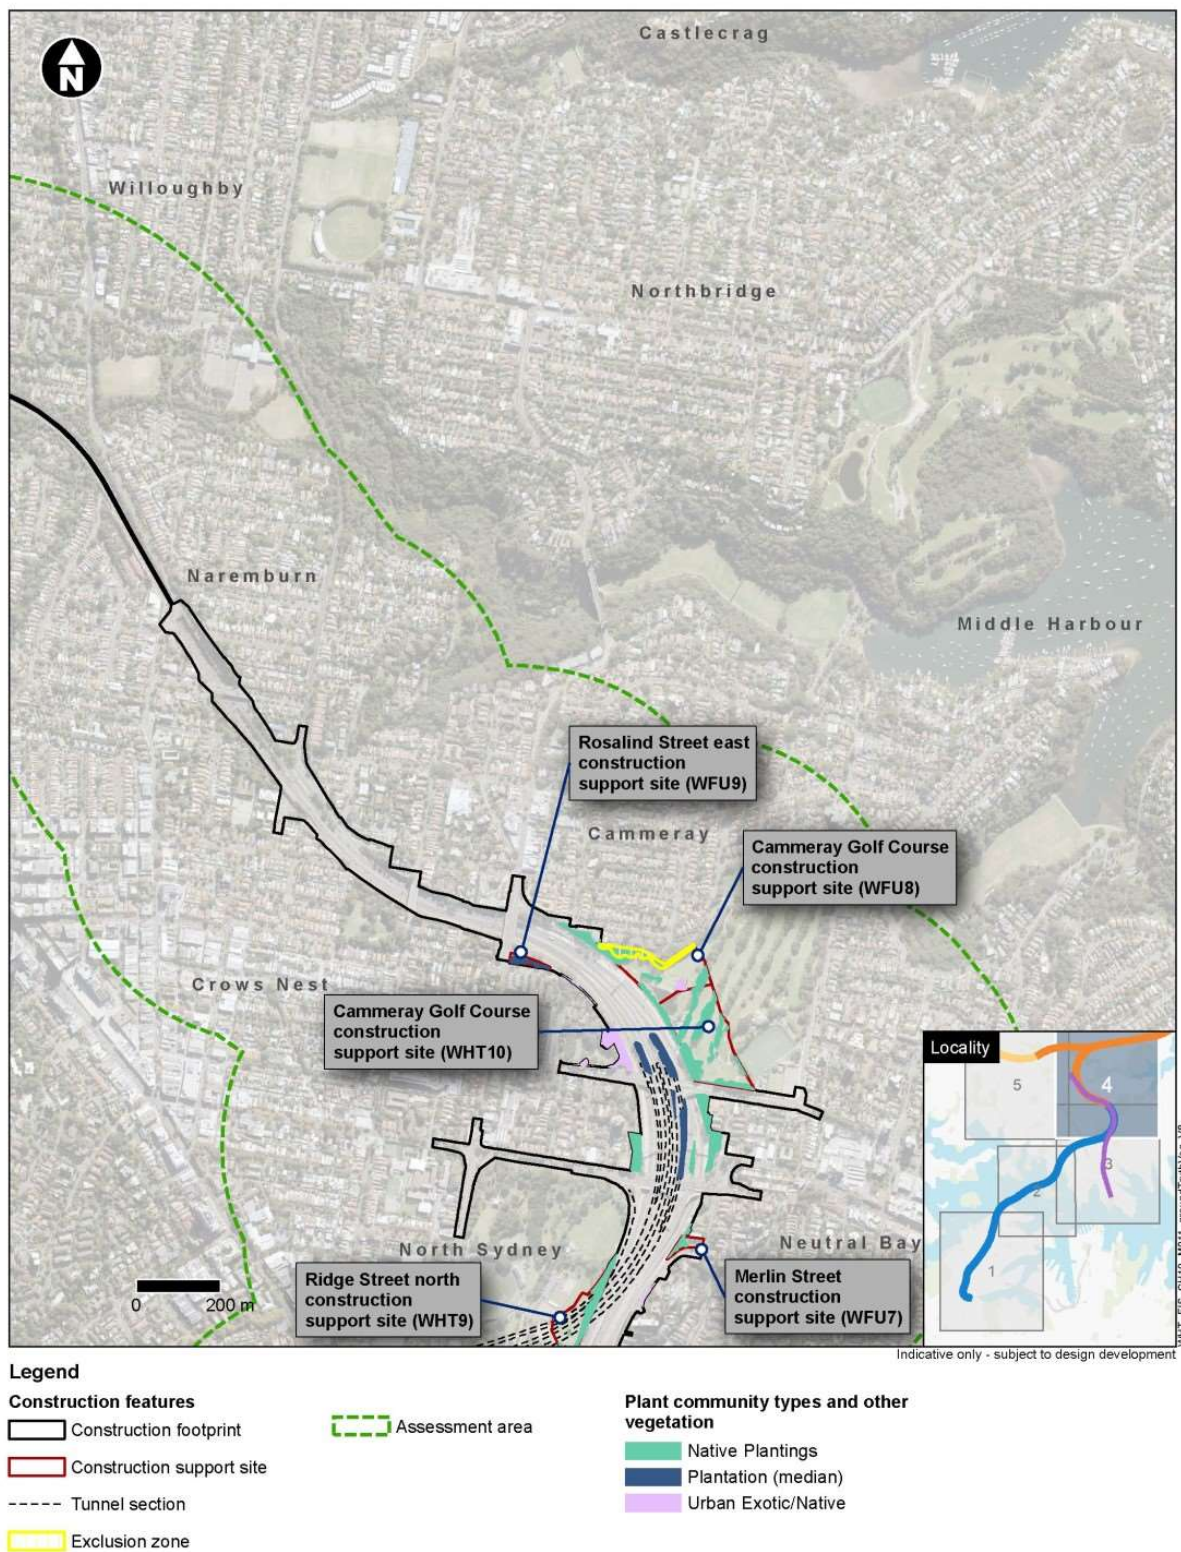 Castlecrag
N
Willoughby
Northbridge
Naremburn
Middle Harbour
Rosalind Street east
construction
support site (WFU9)
Cammeray
Cammeray Golf Course
construction
support site (WFU8)
Crows Nest
Cammeray Golf Course
construction
support site (WHT10)
Locality
5
4
3
2
1
North Sydney
Neutral Bay
Ridge Street north
construction
support site (WHT9)
Merlin Street
construction
support site (WFU7)
0 200 m
Indicative only - subject to design development
Legend
Construction features
Construction footprint
Construction support site
Tunnel section
Exclusion zone
Assessment area
Plant community types and other
vegetation
Native Plantings
Plantation (median)
Urban Exotic/Native